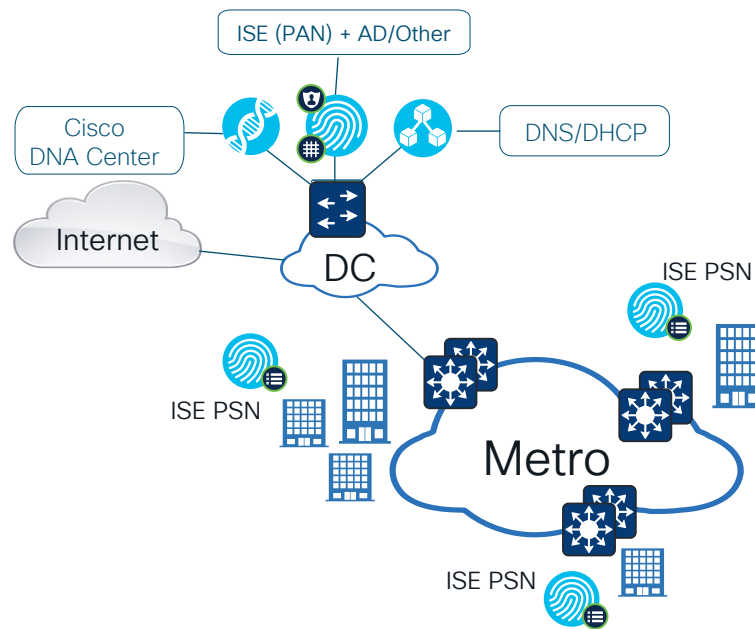 ISE (PAN) + AD/Other
Cisco
DNA Center
DNS/DHCP
Internet
DC
ISE PSN
ISE PSN
Metro
ISE PSN